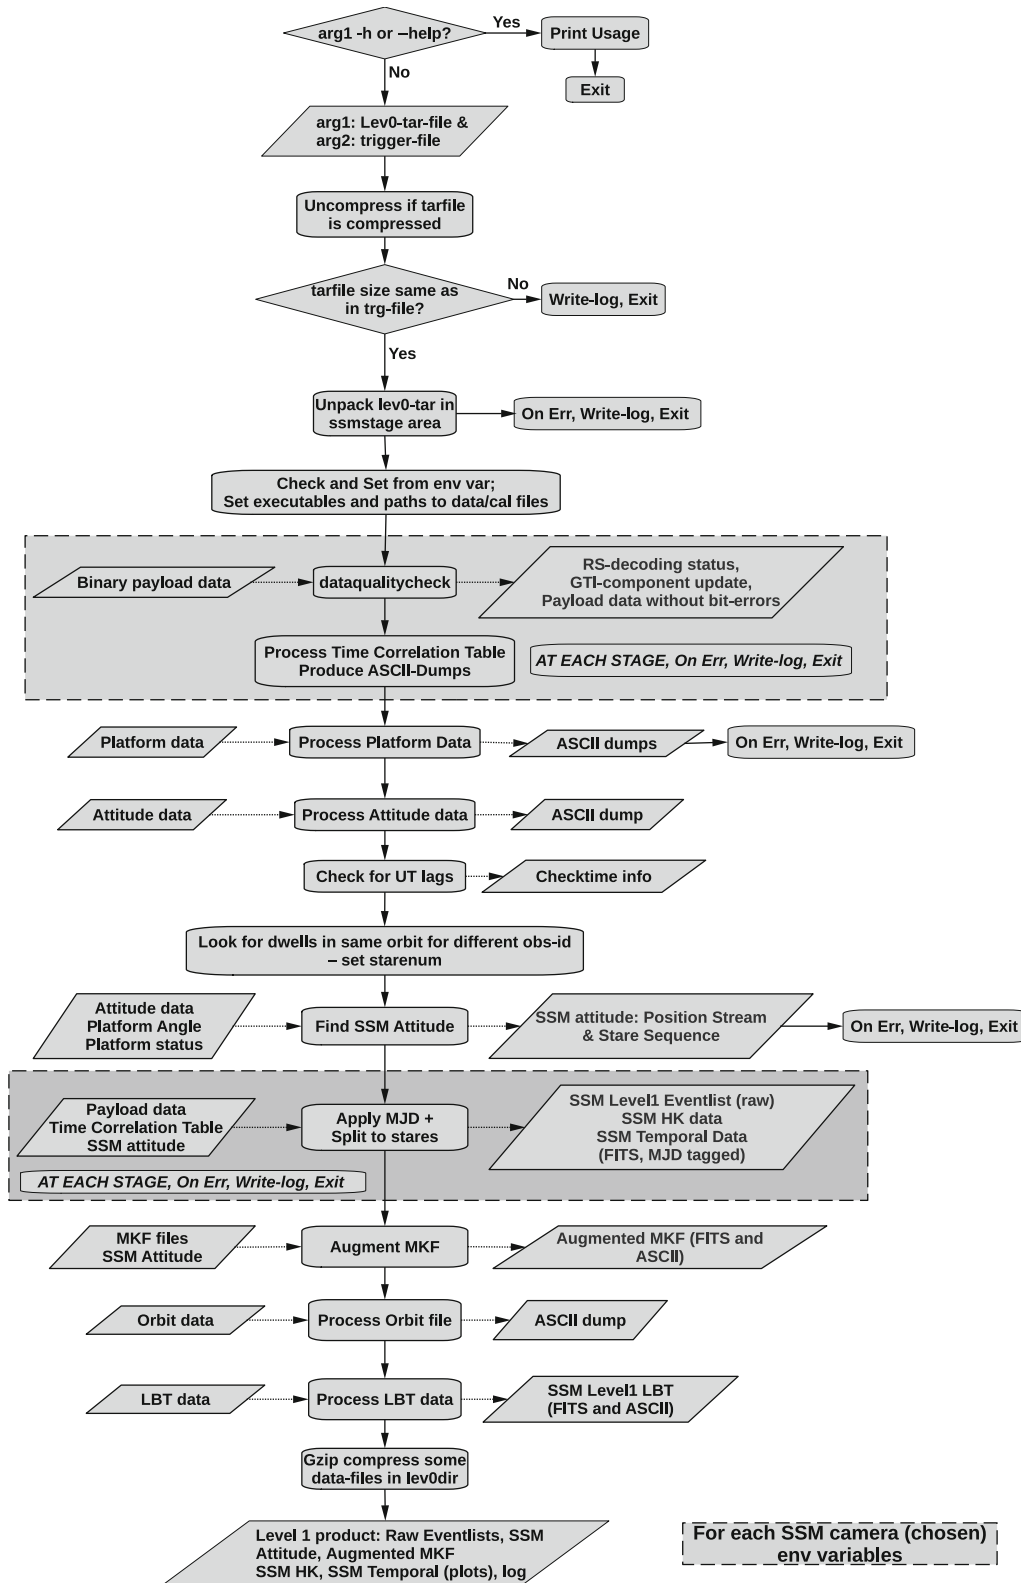 arg1 -h or –help?
Yes
Print Usage
No
Exit
arg1: Lev0-tar-file &
arg2: trigger-file
Uncompress if tarfile
is compressed
tarfile size same as
in trg-file?
No
Write-log, Exit
Yes
Unpack lev0-tar in
ssmstage area
On Err, Write-log, Exit
Check and Set from env var;
Set executables and paths to data/cal files
Binary payload data
dataqualitycheck
RS-decoding status,
GTI-component update,
Payload data without bit-errors
Process Time Correlation Table
Produce ASCII-Dumps
AT EACH STAGE, On Err, Write-log, Exit
Platform data
Process Platform Data
ASCII dumps
On Err, Write-log, Exit
Attitude data
Process Attitude data
ASCII dump
Check for UT lags
Checktime info
Look for dwells in same orbit for different obs-id
– set starenum
Attitude data
Platform Angle
Platform status
Find SSM Attitude
SSM attitude: Position Stream
& Stare Sequence
On Err, Write-log, Exit
Payload data
Time Correlation Table
SSM attitude
Apply MJD +
Split to stares
SSM Level1 Eventlist (raw)
SSM HK data
SSM Temporal Data
(FITS, MJD tagged)
AT EACH STAGE, On Err, Write-log, Exit
MKF files
SSM Attitude
Augment MKF
Augmented MKF (FITS and
ASCII)
Orbit data
Process Orbit file
ASCII dump
LBT data
Process LBT data
SSM Level1 LBT
(FITS and ASCII)
Gzip compress some
data-files in lev0dir
Level 1 product: Raw Eventlists, SSM
Attitude, Augmented MKF
SSM HK, SSM Temporal (plots), log
For each SSM camera (chosen)
env variables